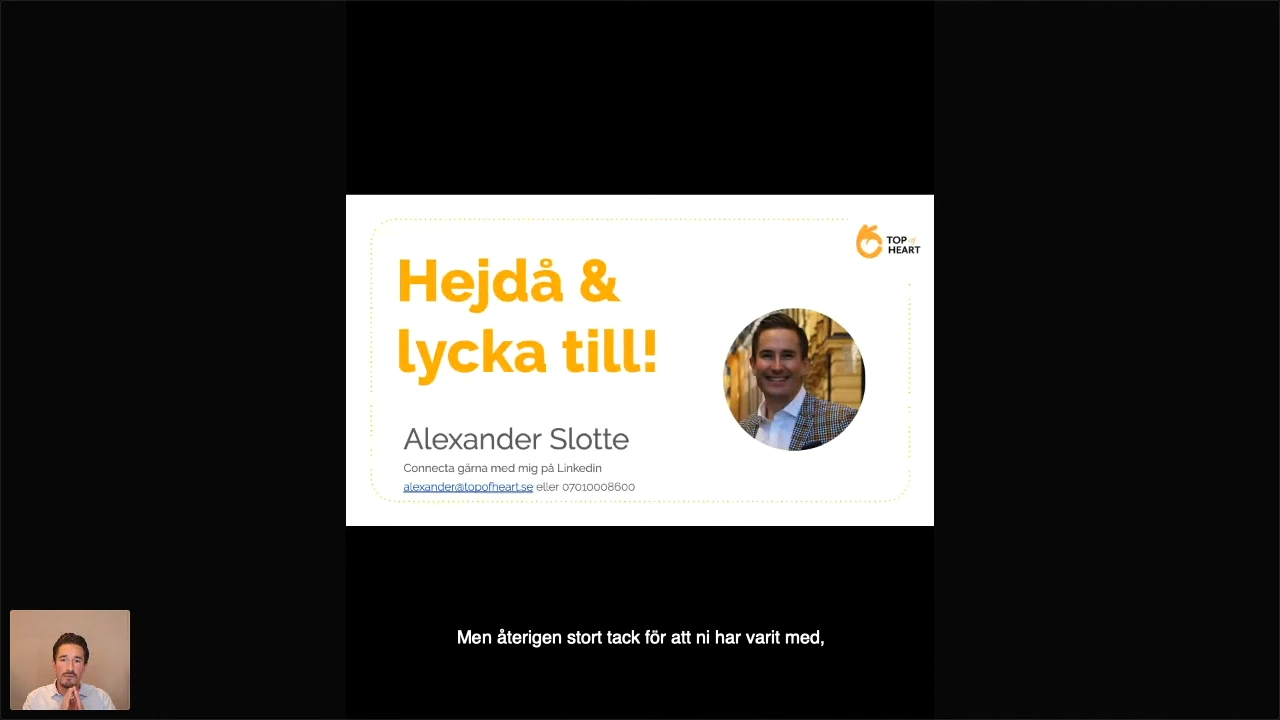 TOP of
HEART
Hejdå &
lycka till!
Alexander Slotte
Connecta gärna med mig på Linkedin
alexander@topofheart.se eller 07010008600
Men återigen stort tack för att ni har varit med,